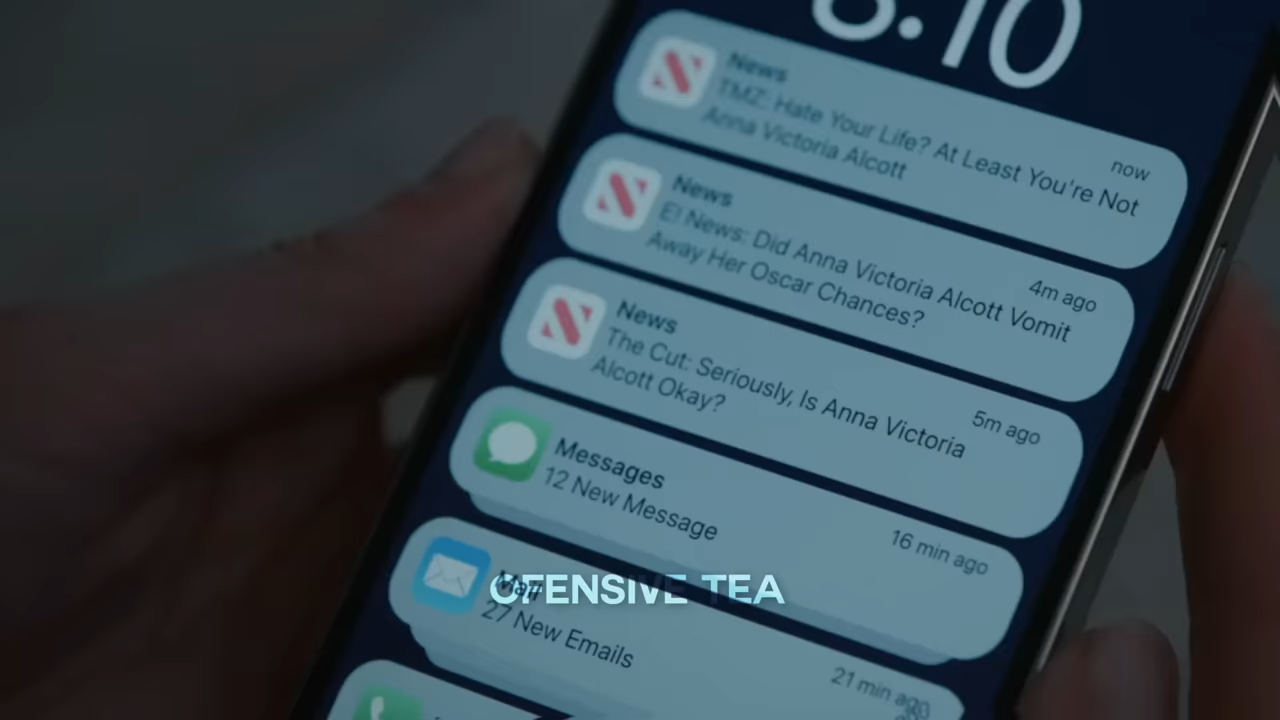 8:10
News
now
TMZ: Hate Your Life? At Least You're Not
Anna Victoria Alcott
News
4m ago
E! News: Did Anna Victoria Alcott Vomit
Away Her Oscar Chances?
News
5m ago
The Cut: Seriously, Is Anna Victoria
Alcott Okay?
Messages
16 min ago
12 New Message
Mail
21 min ago
27 New Emails
OFENSIVE TEA